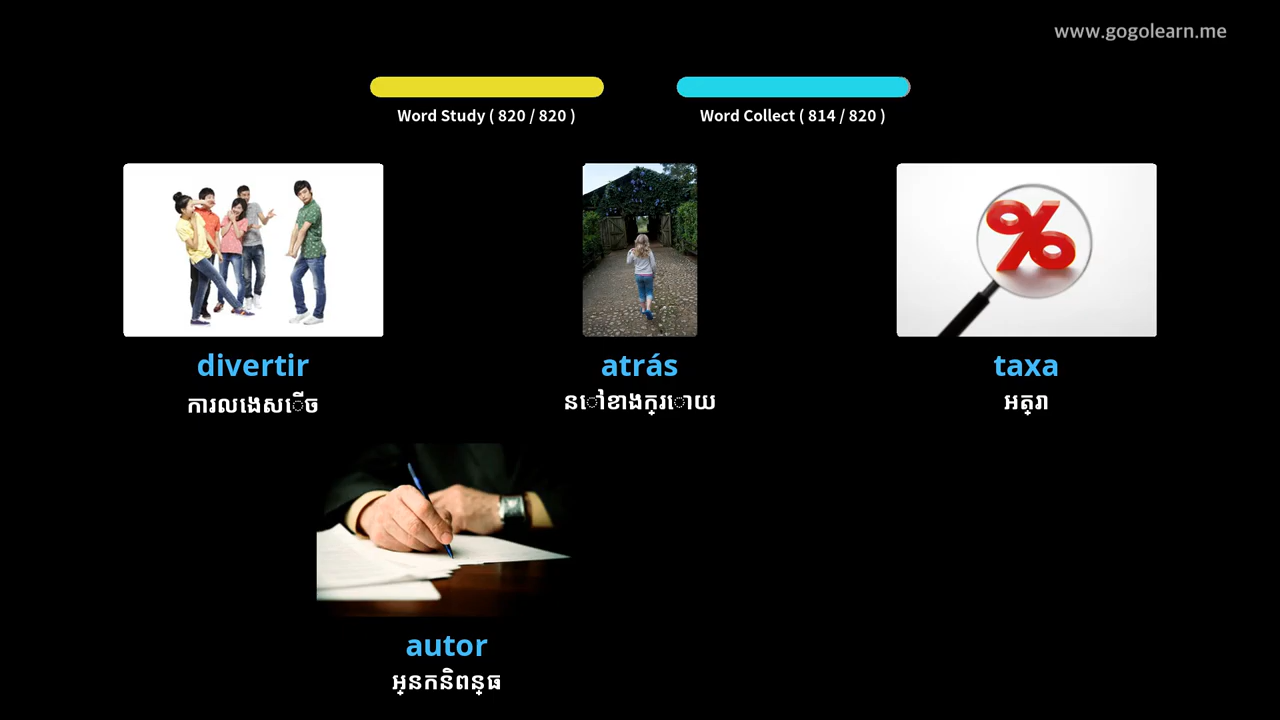 www.gogolearn.me
Word Study ( 820 / 820 )
Word Collect ( 814 / 820 )
divertir
ការលងេសើច
atrás
នៅខាងក្រោយ
taxa
អត្រា
autor
អ្នកនិពន្ធ